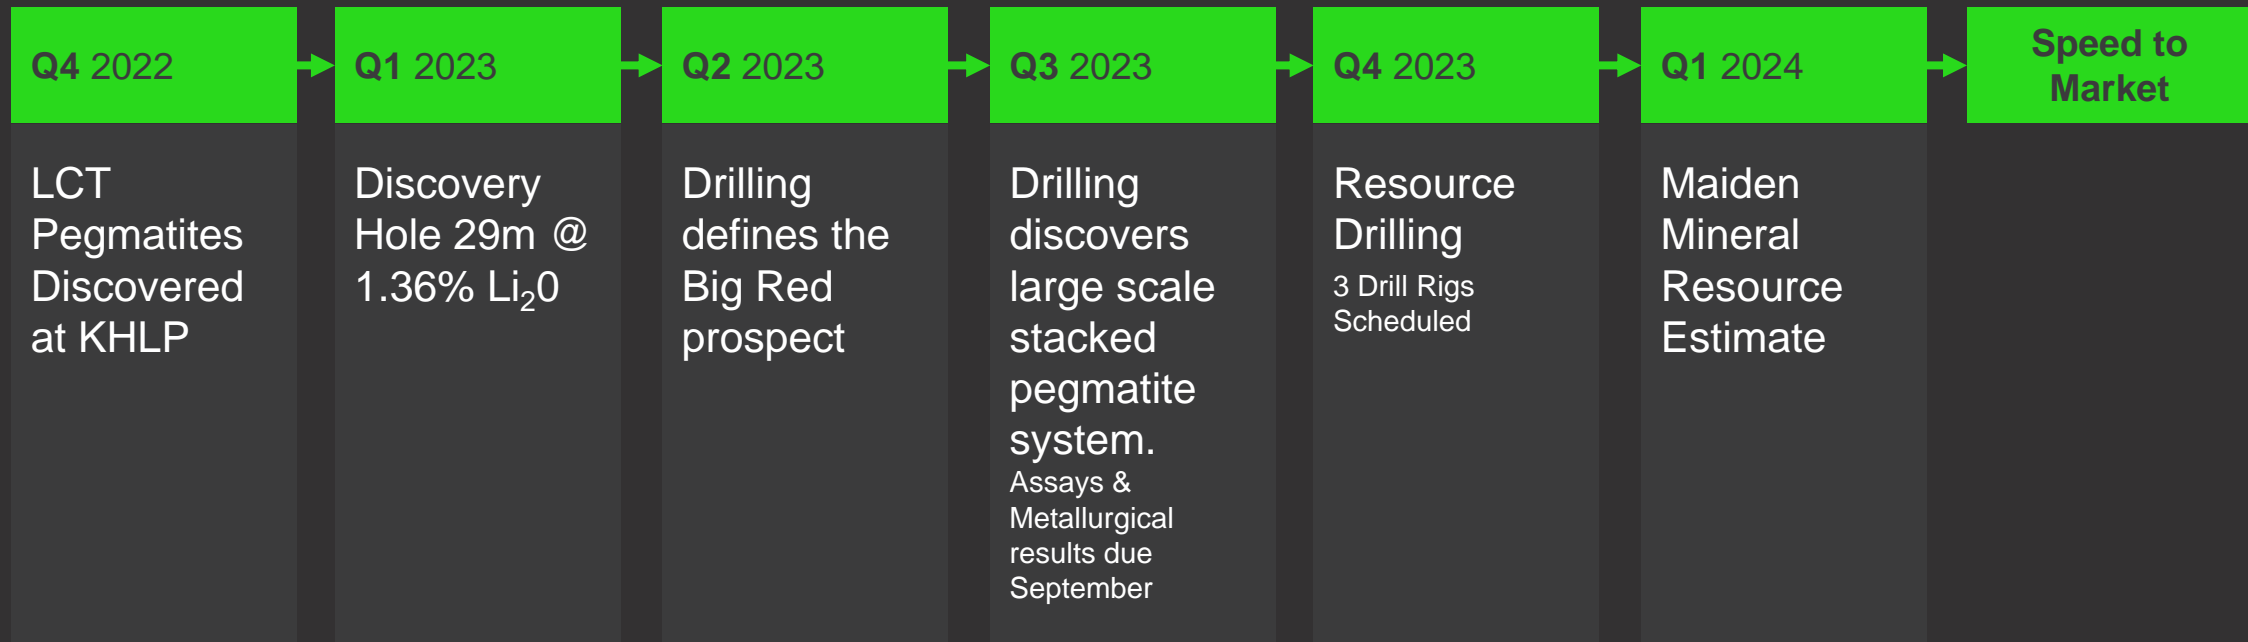 Q4 2022
LCT
Pegmatites
Discovered
at KHLP
Q1 2023
Discovery
Hole 29m @
1.36% Li₂0
Q2 2023
Drilling
defines the
Big Red
prospect
Q3 2023
Drilling
discovers
large scale
stacked
pegmatite
system.
Assays &
Metallurgical
results due
September
Q4 2023
Resource
Drilling
3 Drill Rigs
Scheduled
Q1 2024
Maiden
Mineral
Resource
Estimate
Speed to
Market